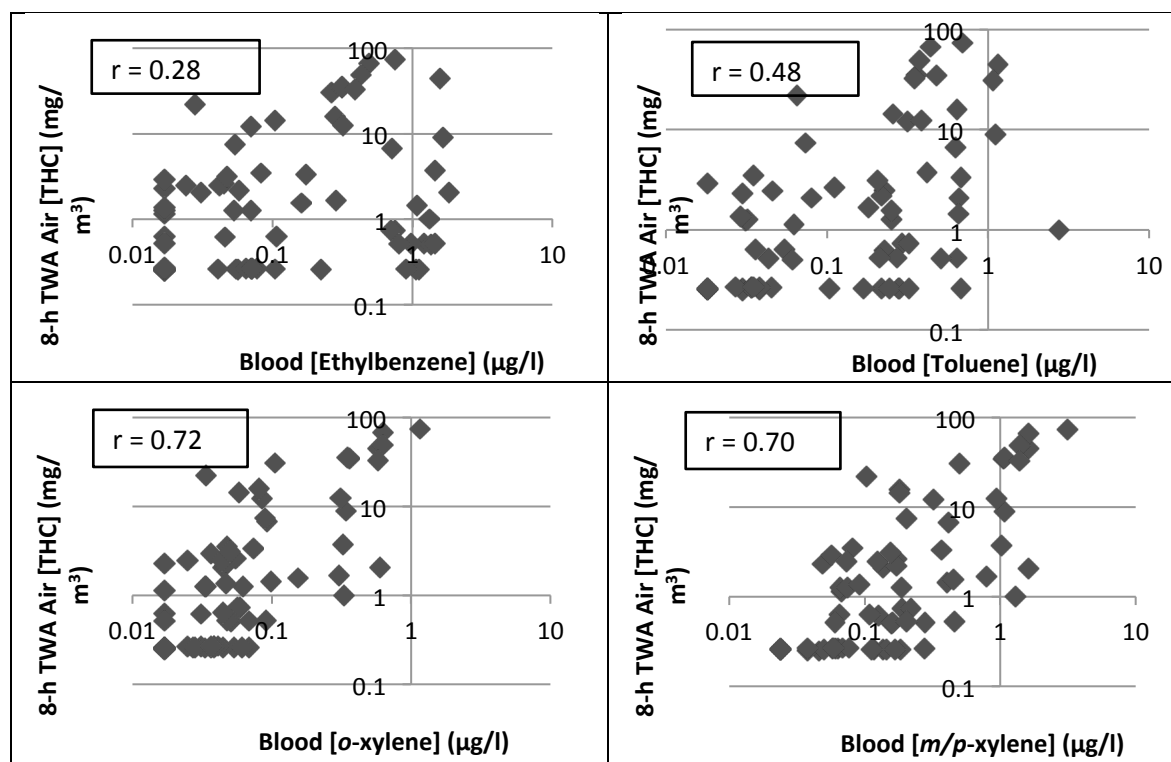 r = 0.28
8-h TWA Air [THC] (mg/
m³)
100
10
1
0.1
0.01
0.1
1
10
Blood [Ethylbenzene] (µg/l)
r = 0.48
8-h TWA Air [THC] (mg/
m³)
100
10
1
0.1
0.01
0.1
1
10
Blood [Toluene] (µg/l)
r = 0.72
8-h TWA Air [THC] (mg/
m³)
100
10
1
0.1
0.01
0.1
1
10
Blood [o-xylene] (µg/l)
r = 0.70
8-h TWA Air [THC] (mg/
m³)
100
10
1
0.1
0.01
0.1
1
10
Blood [m/p-xylene] (µg/l)